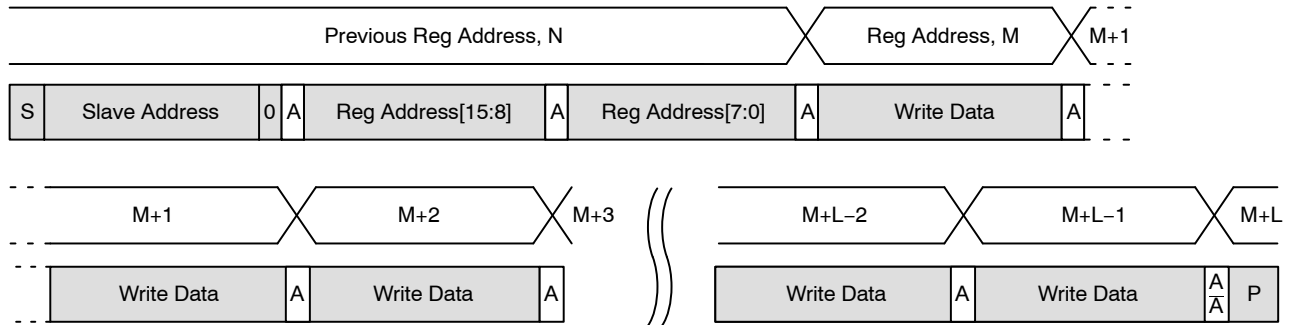 Previous Reg Address, N Reg Address, M M+1
S Slave Address 0 A Reg Address[15:8] A Reg Address[7:0] A Write Data A
M+1 M+2 M+3 M+L−2 M+L−1 M+L
Write Data A Write Data A Write Data A Write Data A/A̅ P